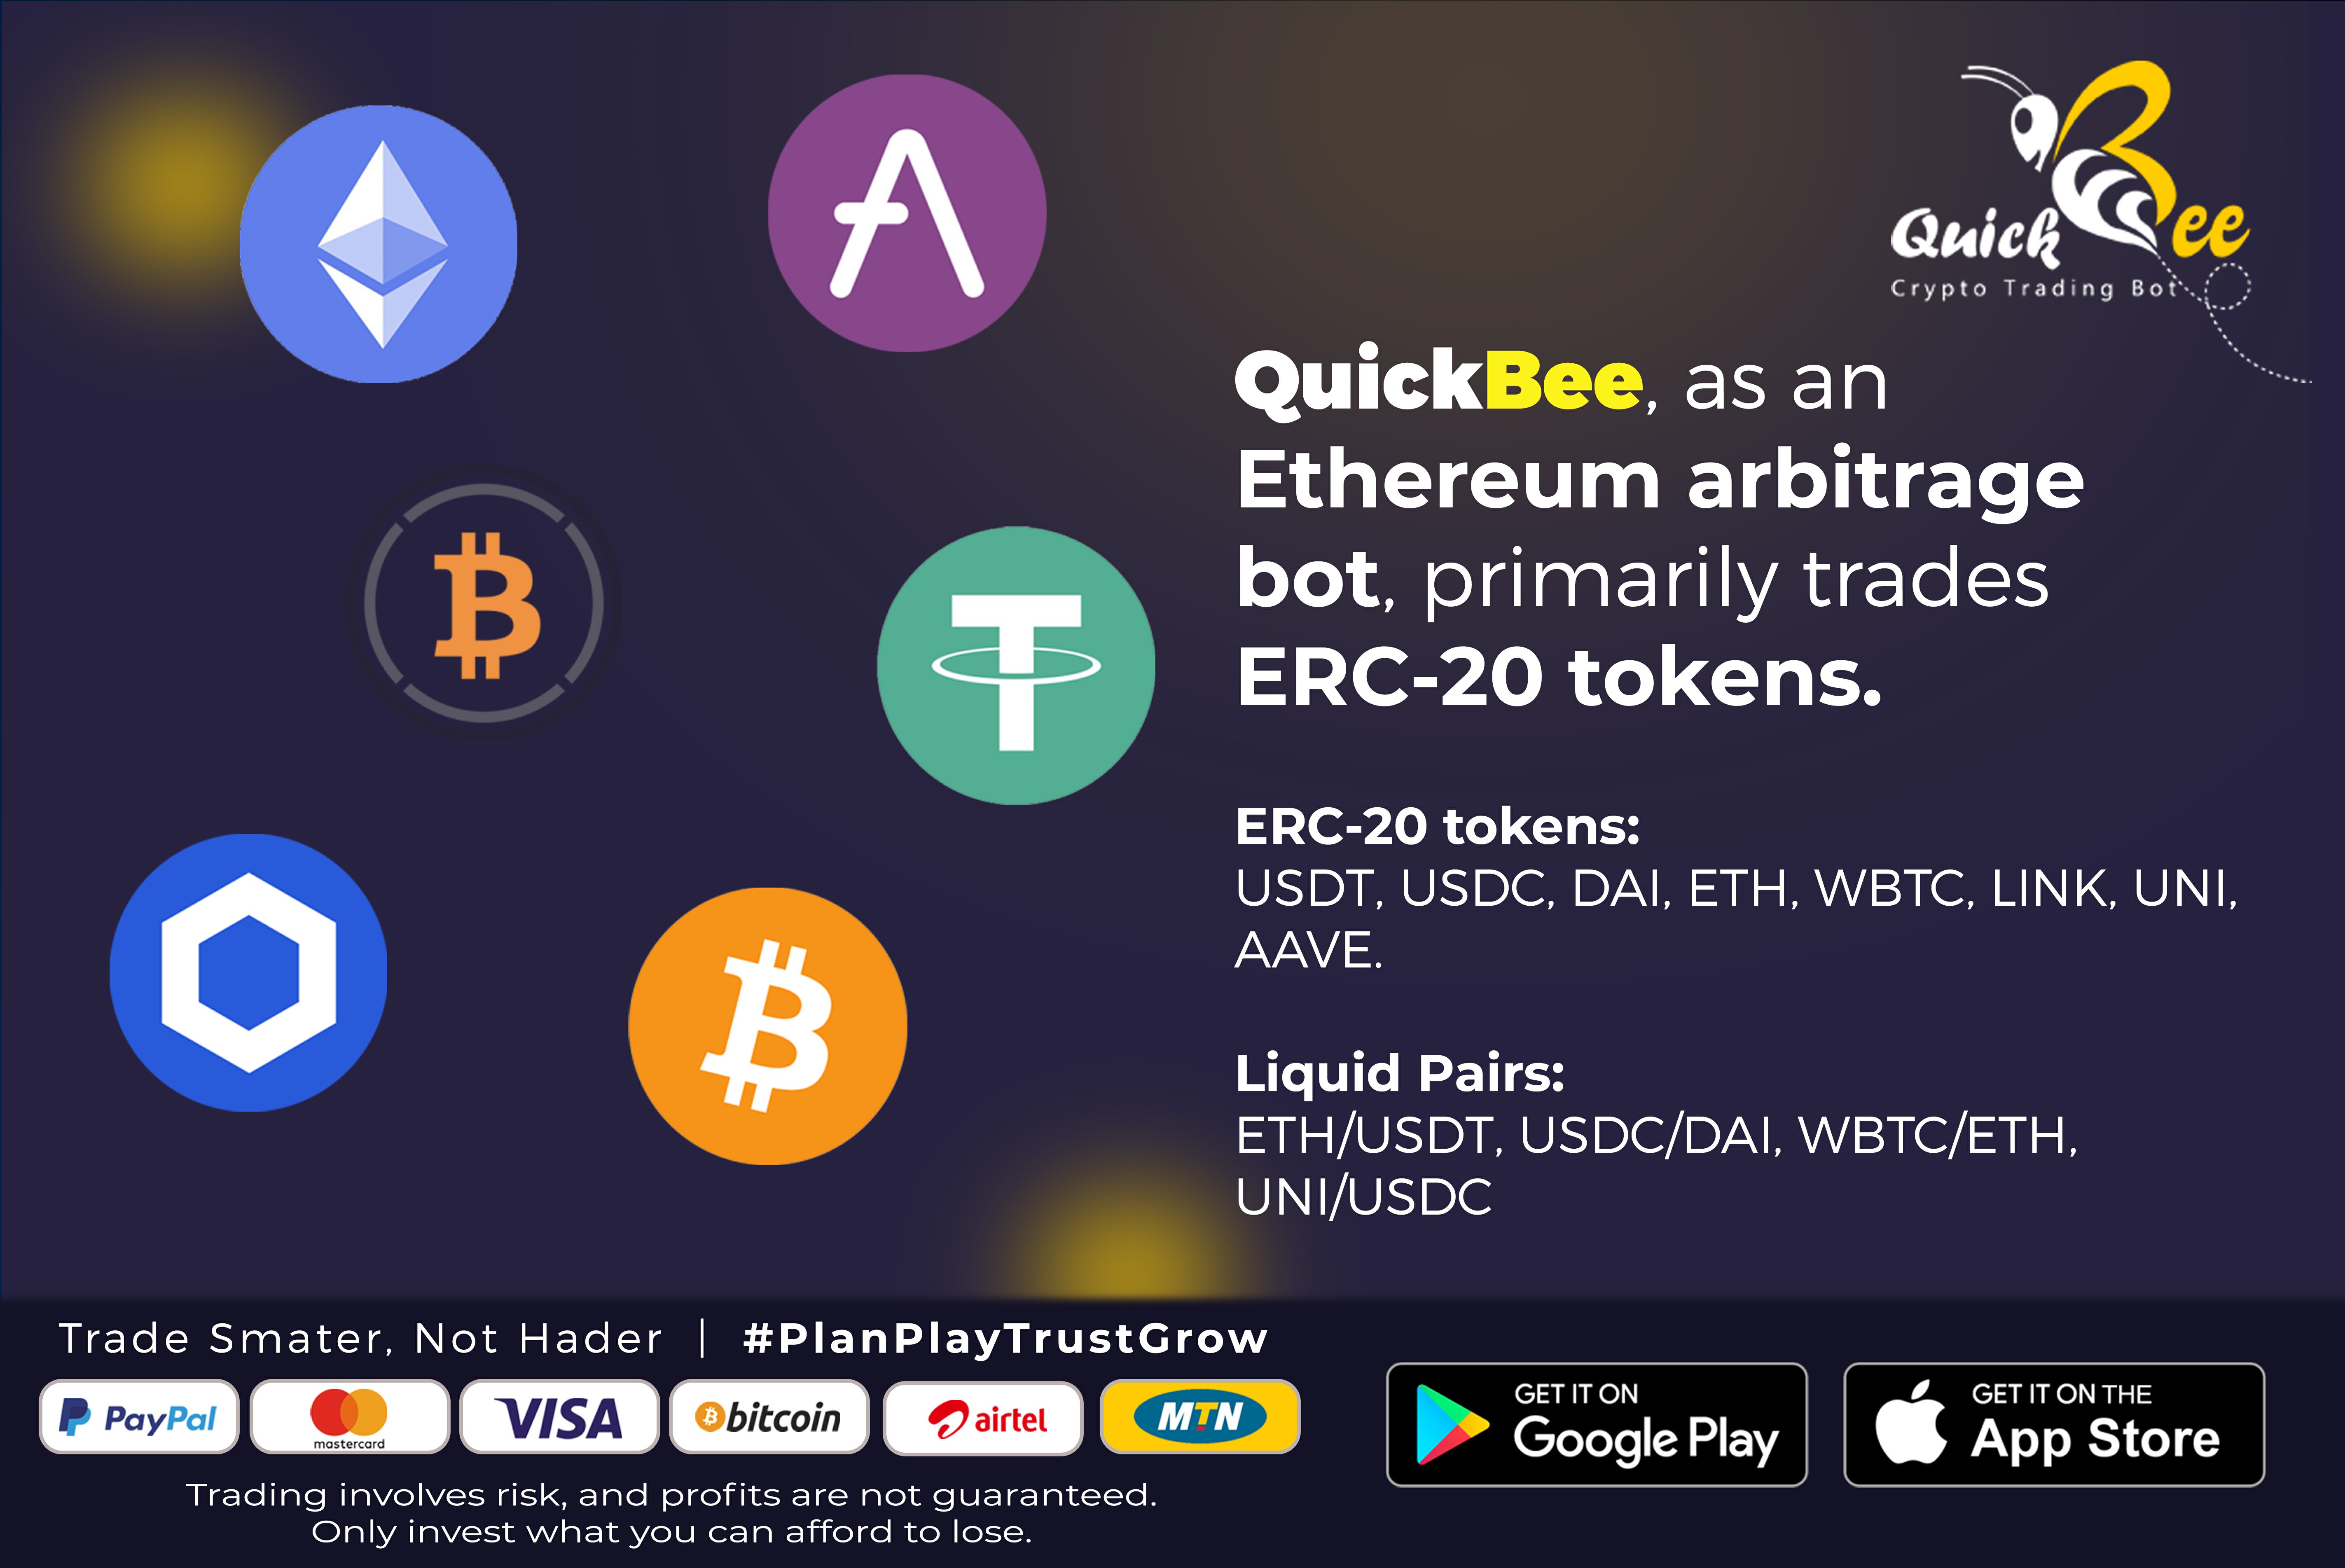 QuickBee
Crypto Trading Bot
QuickBee, as an
Ethereum arbitrage
bot, primarily trades
ERC-20 tokens.
ERC-20 tokens:
USDT, USDC, DAI, ETH, WBTC, LINK, UNI,
AAVE.
Liquid Pairs:
ETH/USDT, USDC/DAI, WBTC/ETH,
UNI/USDC
Trade Smater, Not Hader | #PlanPlayTrustGrow
PayPal
mastercard
VISA
bitcoin
airtel
MTN
GET IT ON
Google Play
GET IT ON THE
App Store
Trading involves risk, and profits are not guaranteed.
Only invest what you can afford to lose.